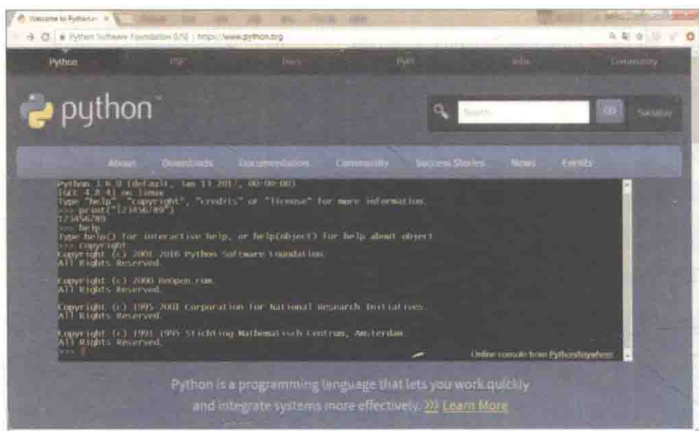 Welcome to Python.or
Python Software Foundation [US] https://www.python.org
Python PSF Docs PyPI Jobs Community
python
Search GO Socialize
About Downloads Documentation Community Success Stories News Events
Python 3.6.0 (default, Jan 13 2017, 00:00:00)
[GCC 4.8.4] on linux
Type "help", "copyright", "credits" or "license" for more information.
>>> print("123456789")
123456789
>>> help
Type help() for interactive help, or help(object) for help about object.
>>> copyright
Copyright (c) 2001-2016 Python Software Foundation.
All Rights Reserved.
Copyright (c) 2000 BeOpen.com.
All Rights Reserved.
Copyright (c) 1995-2001 Corporation for National Research Initiatives.
All Rights Reserved.
Copyright (c) 1991-1995 Stichting Mathematisch Centrum, Amsterdam.
All Rights Reserved.
>>>
Online console from PythonAnywhere
Python is a programming language that lets you work quickly
and integrate systems more effectively. >>> Learn More